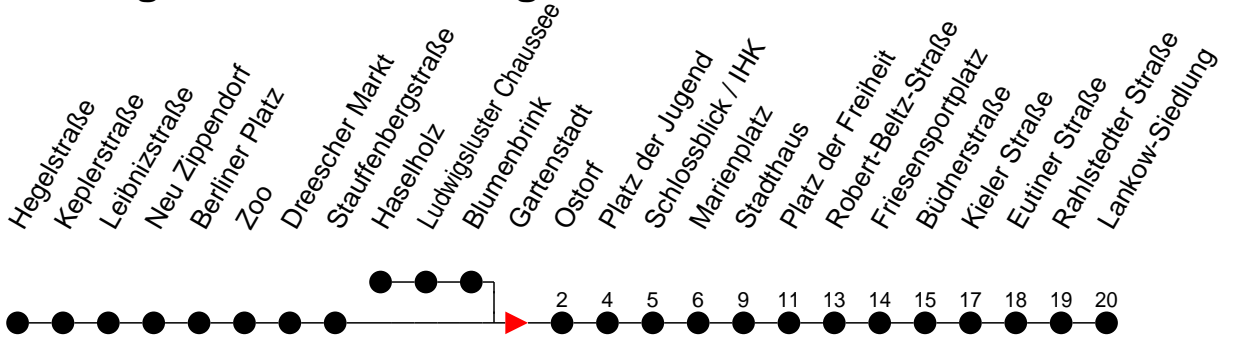 Hegelstraße
Keplerstraße
Leibnizstraße
Neu Zippendorf
Berliner Platz
Zoo
Dreescher Markt
Stauffenbergstraße
Haselholz
Ludwigsluster Chaussee
Blumenbrink
Gartenstadt
Ostorf
Platz der Jugend
Schlossblick / IHK
Marienplatz
Stadthaus
Platz der Freiheit
Robert-Beltz-Straße
Friesensportplatz
Büdnerstraße
Kieler Straße
Eutiner Straße
Rahlstedter Straße
Lankow-Siedlung
2 4 5 6 9 11 13 14 15 17 18 19 20